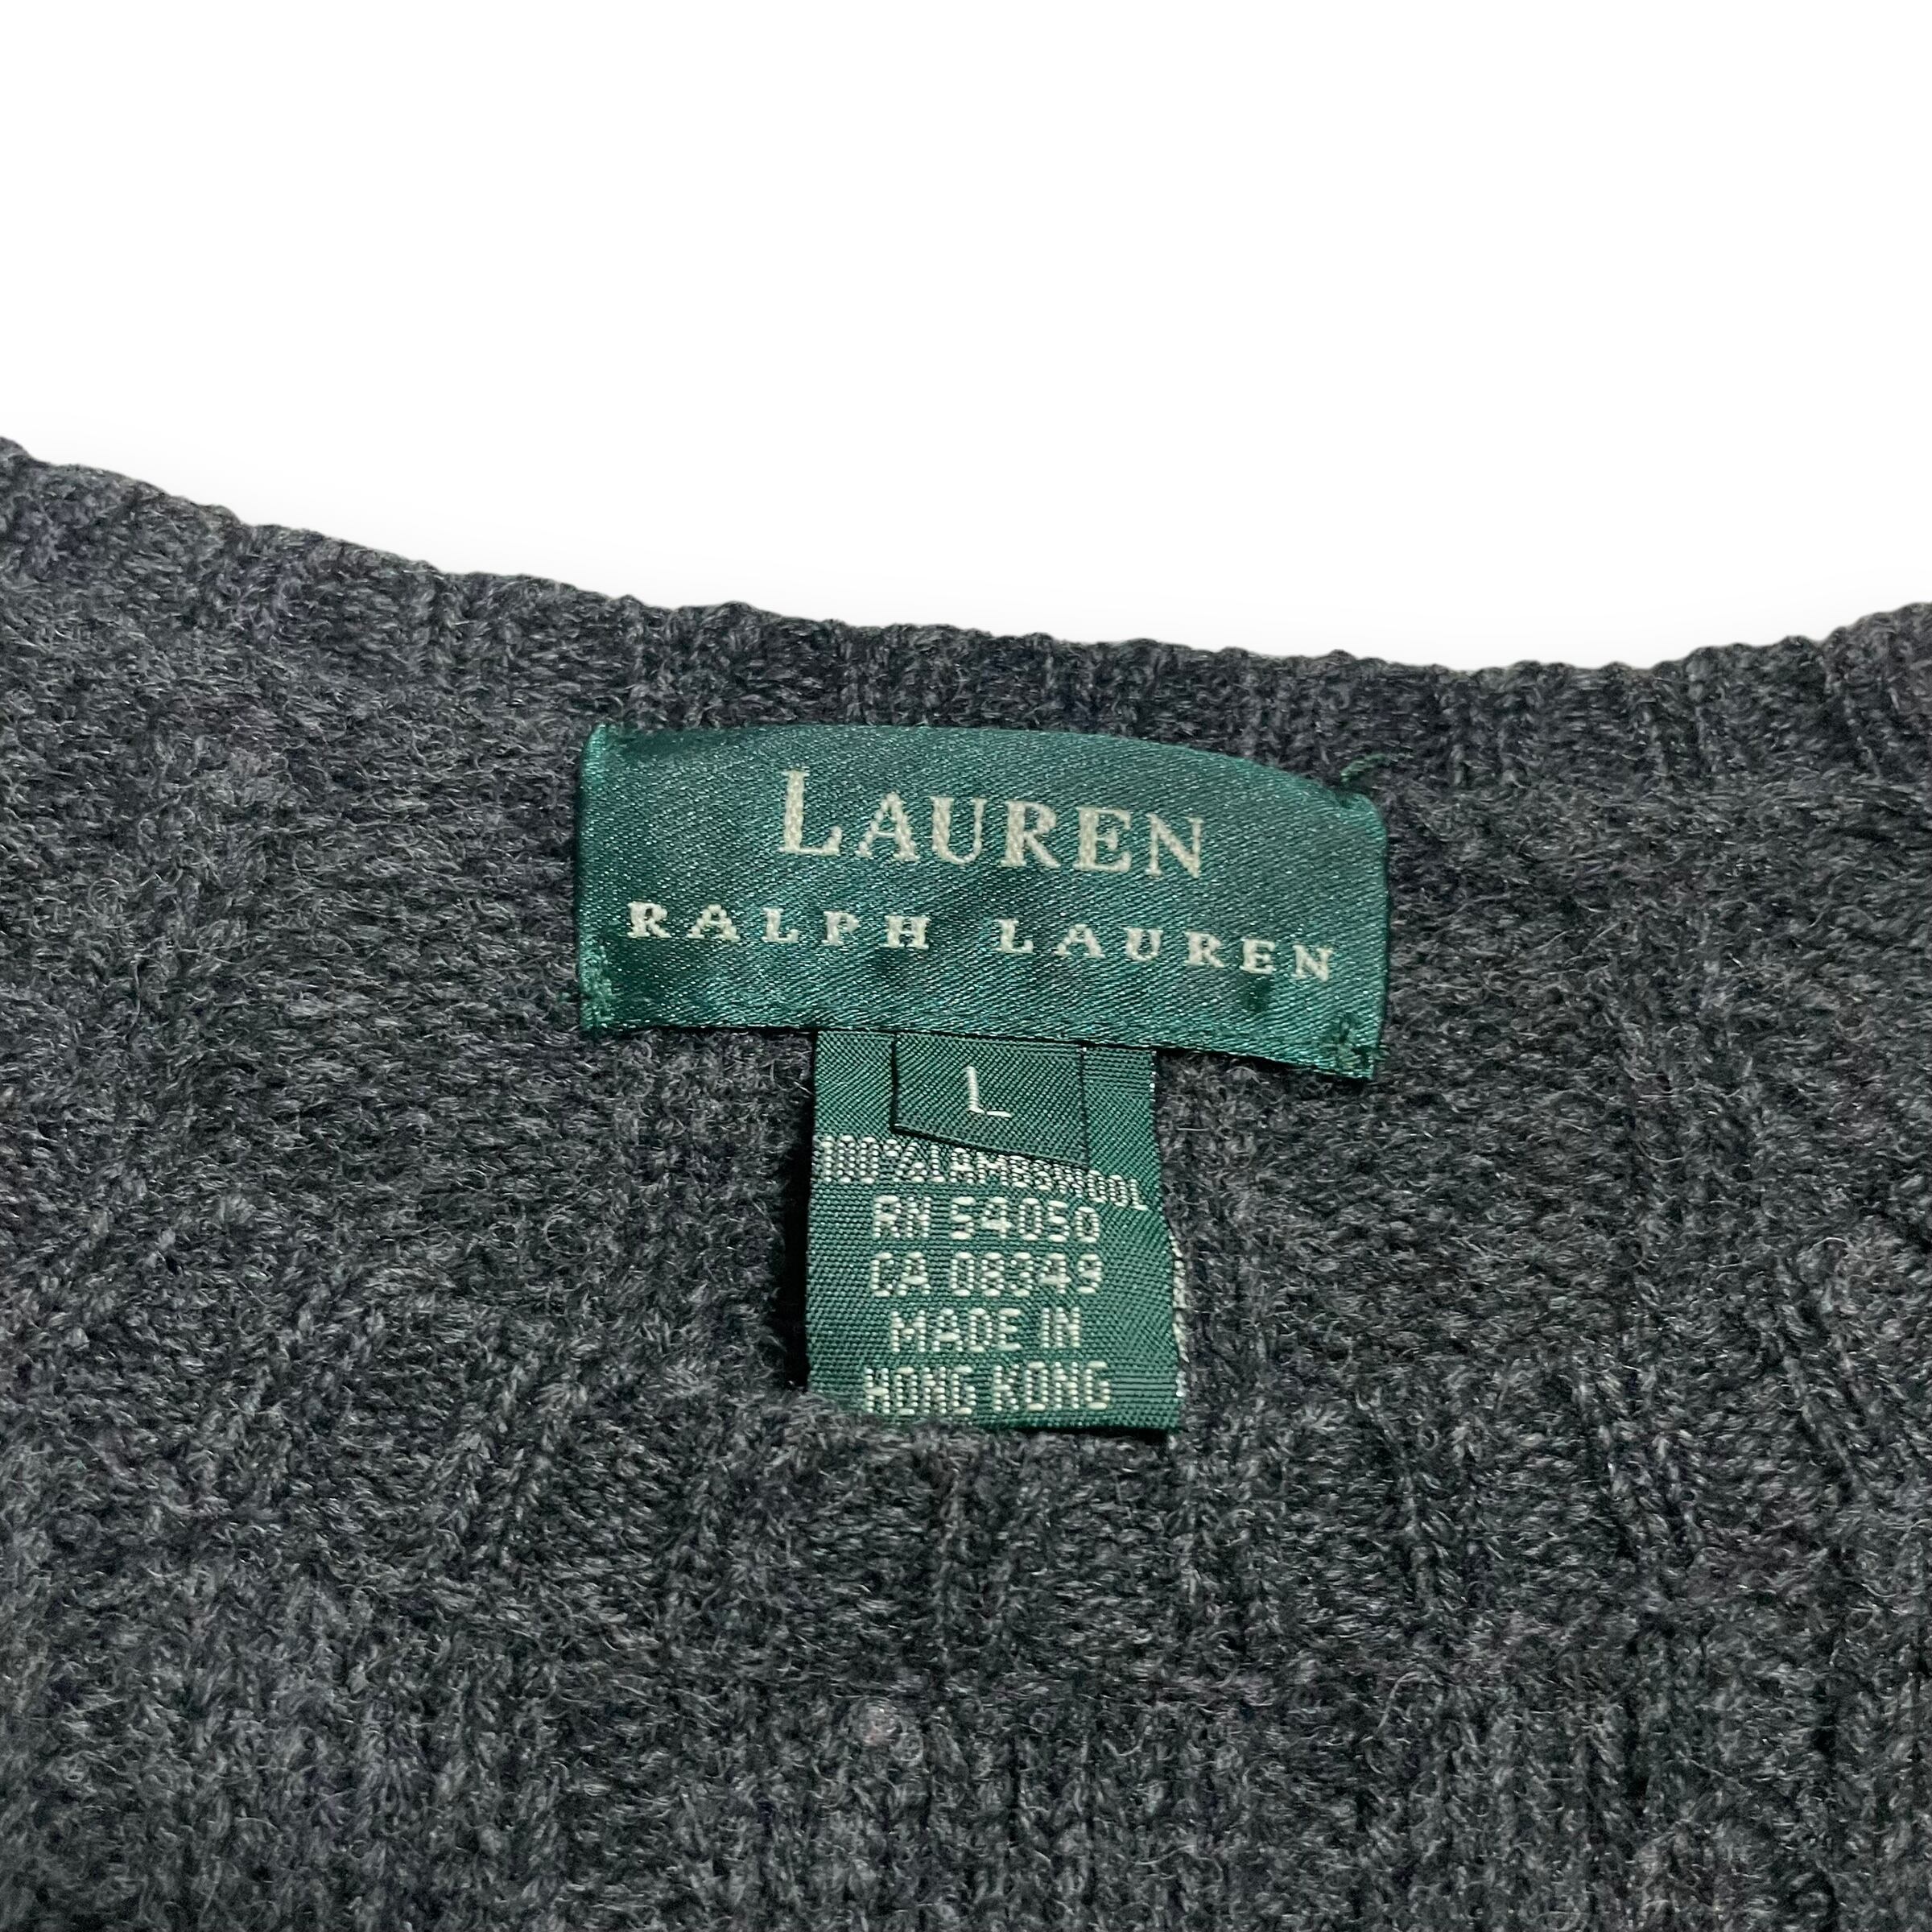 LAUREN
RALPH LAUREN
L
100% LAMBSWOOL
RN 54050
CA 08349
MADE IN
HONG KONG